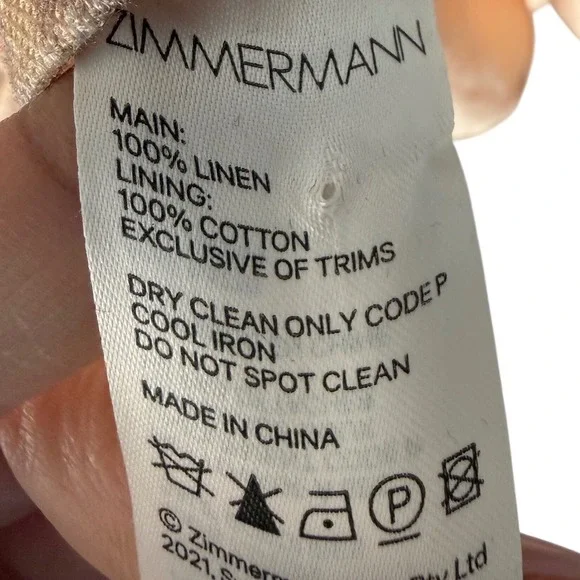 ZIMMERMANN
MAIN:
100% LINEN
LINING:
100% COTTON
EXCLUSIVE OF TRIMS
DRY CLEAN ONLY CODE P
COOL IRON
DO NOT SPOT CLEAN
MADE IN CHINA
P
© Zimmerm Pty Ltd
2021. S